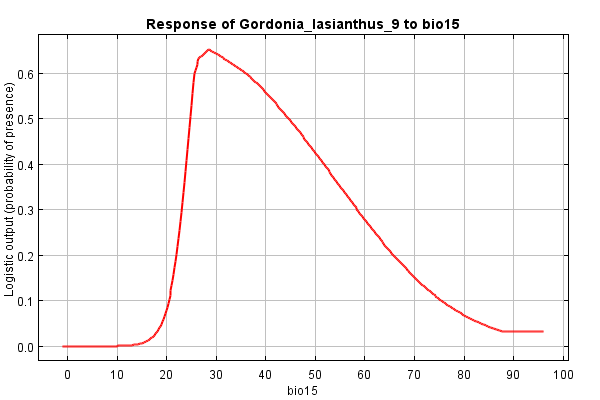 Response of Gordonia_lasianthus_9 to bio15
Logistic output (probability of presence)
0.6
0.5
0.4
0.3
0.2
0.1
0.0
0 10 20 30 40 50 60 70 80 90 100
bio15